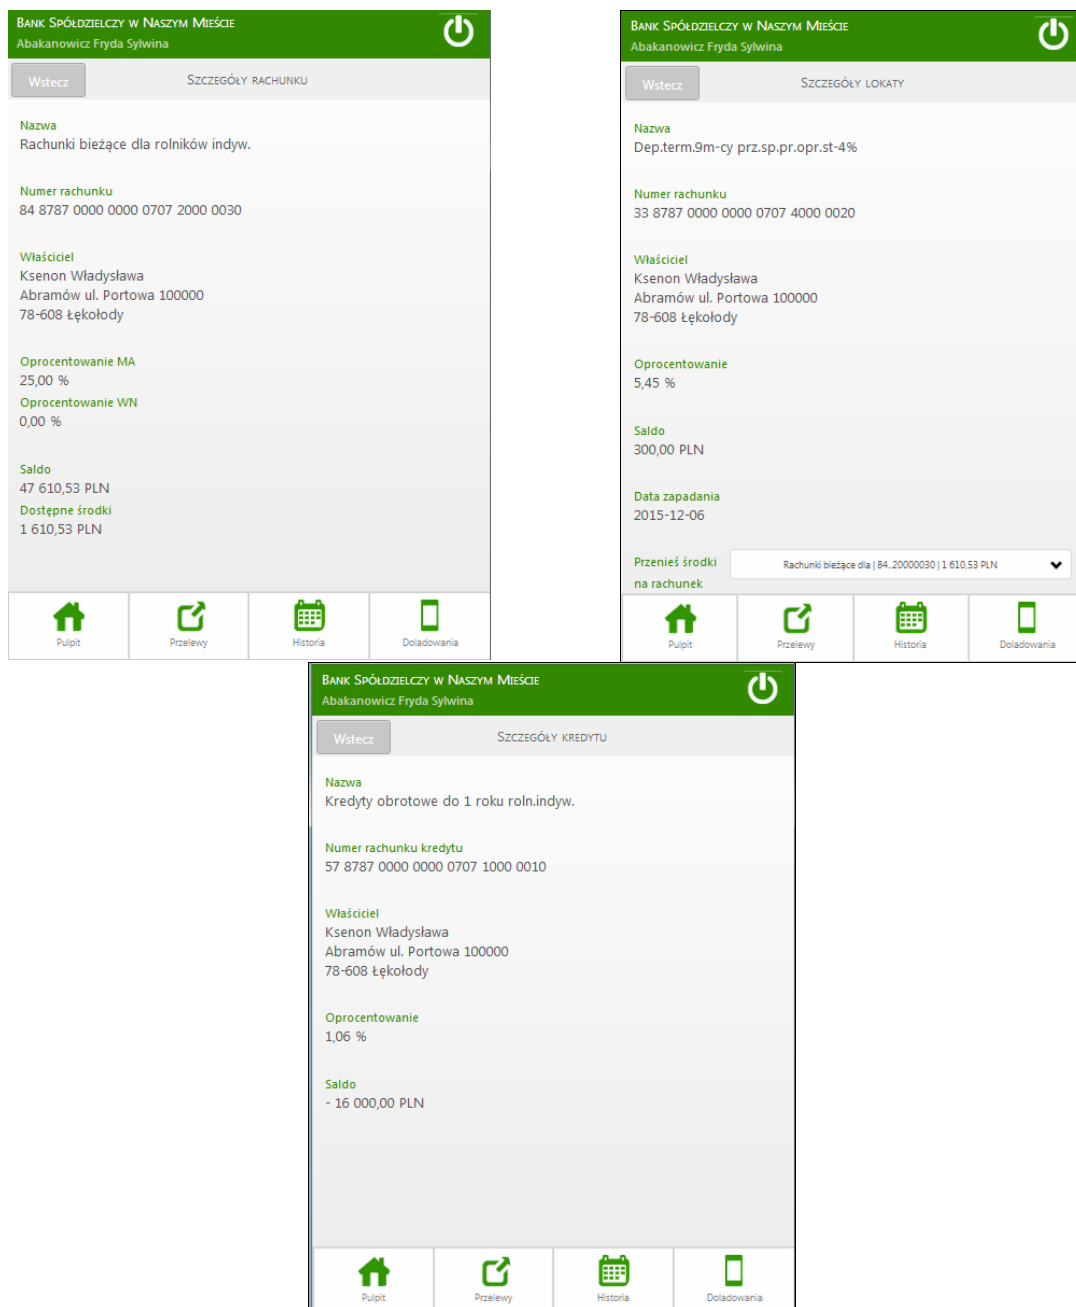 Bank Spółdzielczy w Naszym Mieście
Abakanowicz Fryda Sylwina
Wstecz
Szczegóły rachunku
Nazwa
Rachunki bieżące dla rolników indyw.
Numer rachunku
84 8787 0000 0000 0707 2000 0030
Właściciel
Ksenon Władysława
Abramów ul. Portowa 100000
78-608 Łękołody
Oprocentowanie MA
25,00 %
Oprocentowanie WN
0,00 %
Saldo
47 610,53 PLN
Dostępne środki
1 610,53 PLN
Pulpit
Przelewy
Historia
Doladowania
Bank Spółdzielczy w Naszym Mieście
Abakanowicz Fryda Sylwina
Wstecz
Szczegóły lokaty
Nazwa
Dep.term.9m-cy prz.sp.pr.opr.st-4%
Numer rachunku
33 8787 0000 0000 0707 4000 0020
Właściciel
Ksenon Władysława
Abramów ul. Portowa 100000
78-608 Łękołody
Oprocentowanie
5,45 %
Saldo
300,00 PLN
Data zapadania
2015-12-06
Przenieś środki
na rachunek
Rachunki bieżące dla | 84..20000030 | 1 610,53 PLN
Pulpit
Przelewy
Historia
Doladowania
Bank Spółdzielczy w Naszym Mieście
Abakanowicz Fryda Sylwina
Wstecz
Szczegóły kredytu
Nazwa
Kredyty obrotowe do 1 roku roln.indyw.
Numer rachunku kredytu
57 8787 0000 0000 0707 1000 0010
Właściciel
Ksenon Władysława
Abramów ul. Portowa 100000
78-608 Łękołody
Oprocentowanie
1,06 %
Saldo
- 16 000,00 PLN
Pulpit
Przelewy
Historia
Doladowania